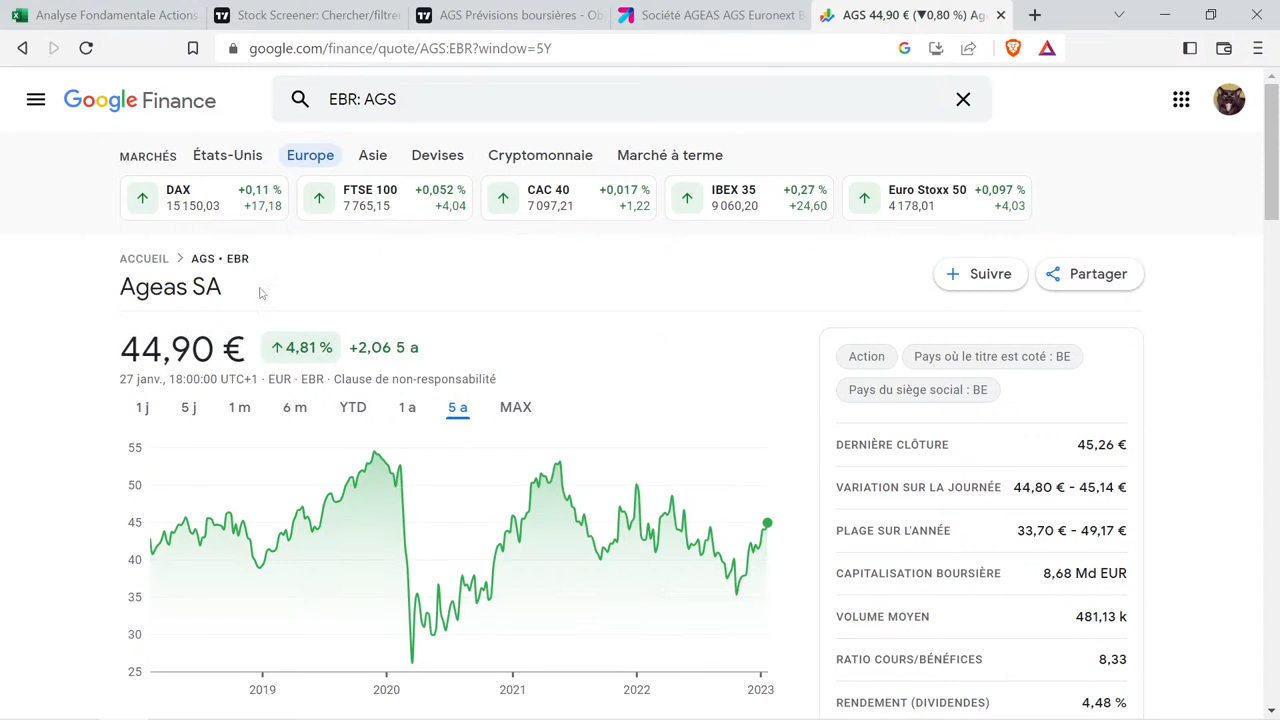 Analyse Fondamentale Actions
Stock Screener: Chercher/filtre
AGS Prévisions boursières - Ob
Société AGEAS AGS Euronext B
AGS 44,90 € (▼0,80 %) Ag
google.com/finance/quote/AGS:EBR?window=5Y
Google Finance
EBR: AGS
MARCHÉS États-Unis Europe Asie Devises Cryptomonnaie Marché à terme
DAX +0,11 %
15 150,03 +17,18
FTSE 100 +0,052 %
7 765,15 +4,04
CAC 40 +0,017 %
7 097,21 +1,22
IBEX 35 +0,27 %
9 060,20 +24,60
Euro Stoxx 50 +0,097 %
4 178,01 +4,03
ACCUEIL > AGS • EBR
Ageas SA
+ Suivre
Partager
44,90 € ↑ 4,81 % +2,06 5 a
27 janv., 18:00:00 UTC+1 · EUR · EBR · Clause de non-responsabilité
1 j 5 j 1 m 6 m YTD 1 a 5 a MAX
55
50
45
40
35
30
25
2019 2020 2021 2022 2023
Action
Pays où le titre est coté : BE
Pays du siège social : BE
DERNIÈRE CLÔTURE 45,26 €
VARIATION SUR LA JOURNÉE 44,80 € - 45,14 €
PLAGE SUR L'ANNÉE 33,70 € - 49,17 €
CAPITALISATION BOURSIÈRE 8,68 Md EUR
VOLUME MOYEN 481,13 k
RATIO COURS/BÉNÉFICES 8,33
RENDEMENT (DIVIDENDES) 4,48 %